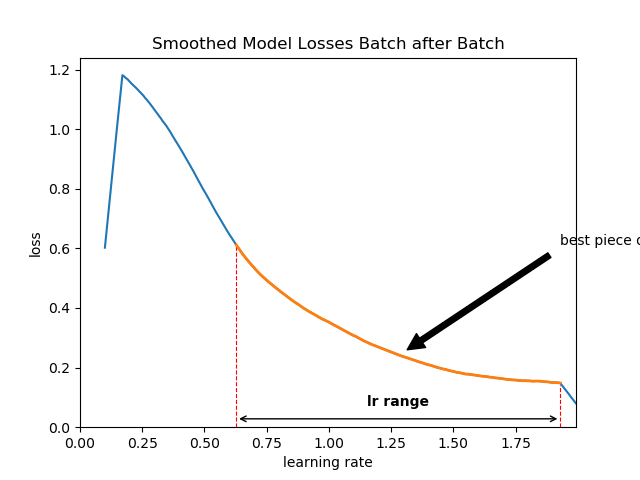 Smoothed Model Losses Batch after Batch
1.2
1.0
0.8
0.6
0.4
0.2
0.0
loss
best piece
lr range
0.00 0.25 0.50 0.75 1.00 1.25 1.50 1.75
learning rate